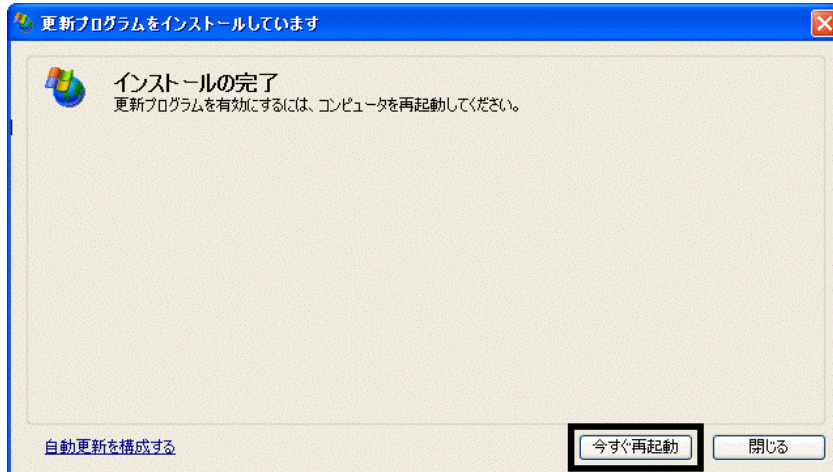 更新プログラムをインストールしています
インストールの完了
更新プログラムを有効にするには、コンピュータを再起動してください。
自動更新を構成する
今すぐ再起動
閉じる